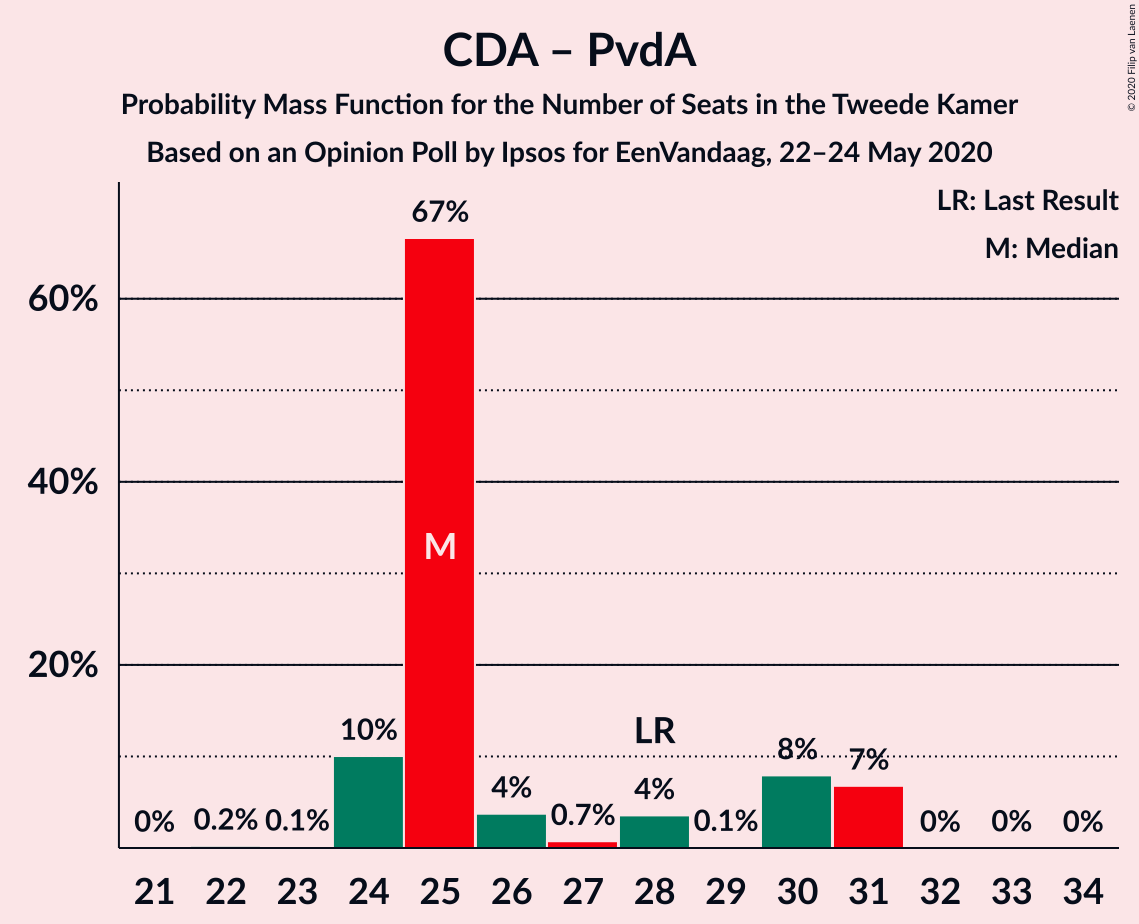 CDA – PvdA
Probability Mass Function for the Number of Seats in the Tweede Kamer
Based on an Opinion Poll by Ipsos for EenVandaag, 22–24 May 2020
© 2020 Filip van Laenen
LR: Last Result
M: Median
60%
40%
20%
67%
M
10%
LR
8%
7%
4%
4%
0%
0.2%
0.1%
0.7%
0.1%
0%
0%
0%
21 22 23 24 25 26 27 28 29 30 31 32 33 34